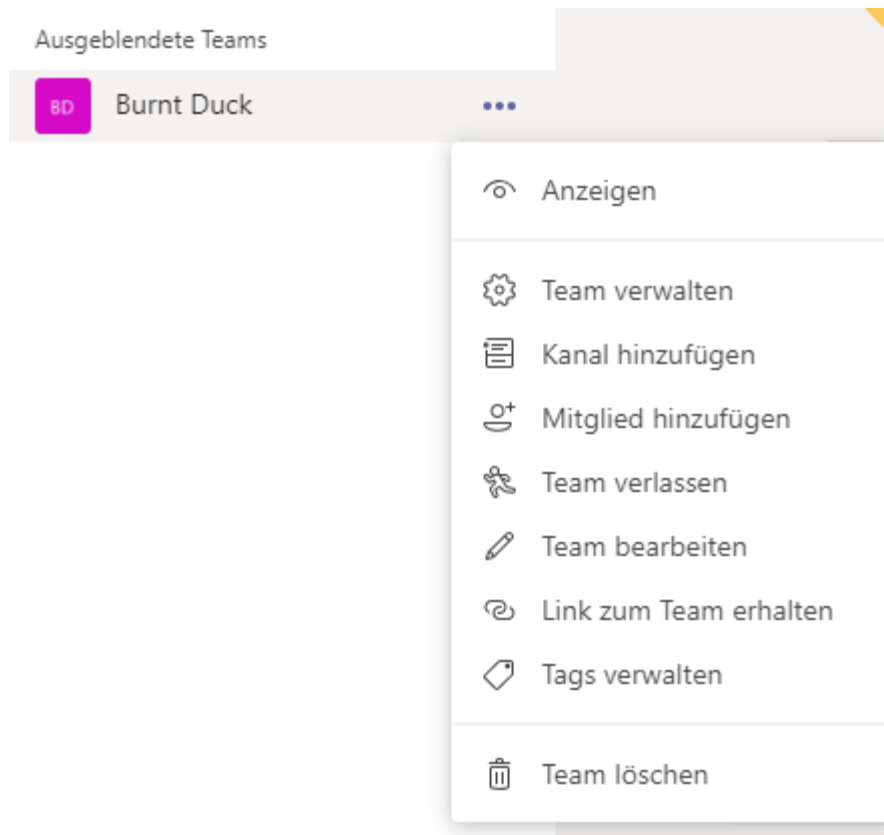 Ausgeblendete Teams
BD Burnt Duck
Anzeigen
Team verwalten
Kanal hinzufügen
Mitglied hinzufügen
Team verlassen
Team bearbeiten
Link zum Team erhalten
Tags verwalten
Team löschen